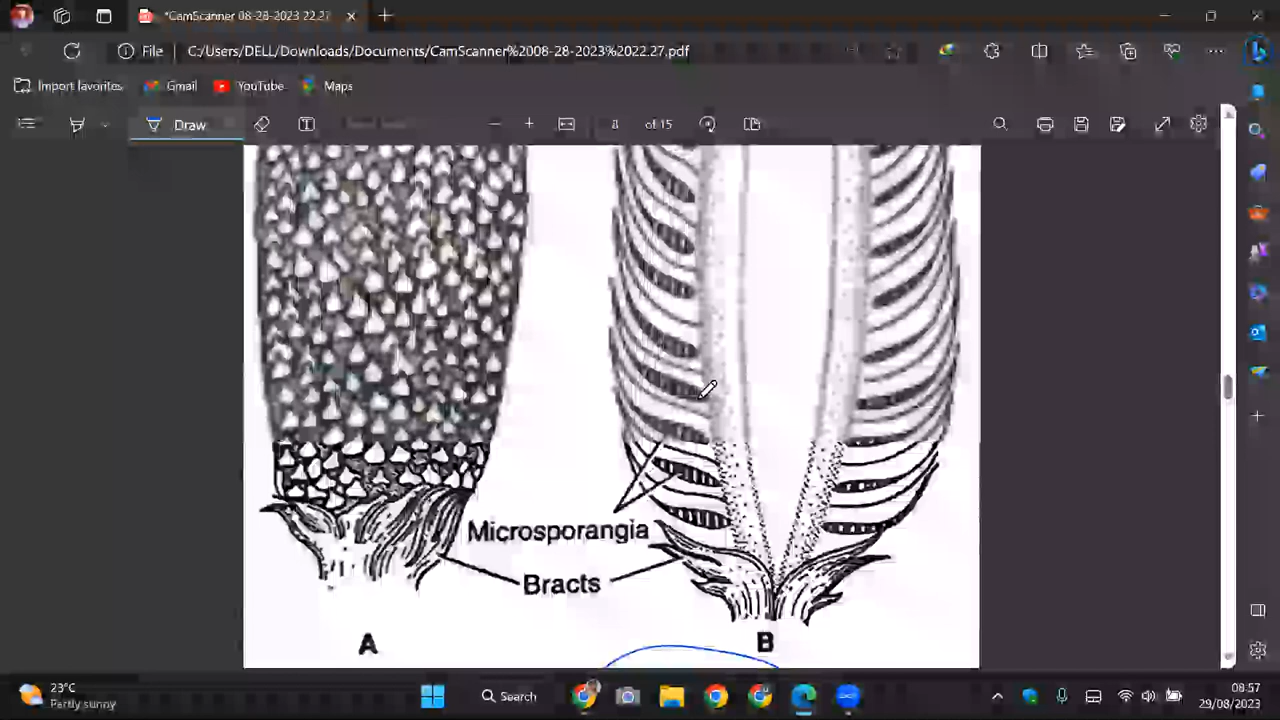 *CamScanner 08-28-2023 22.27
File
C:/Users/DELL/Downloads/Documents/CamScanner%2008-28-2023%2022.27.pdf
Import favorites
Gmail
YouTube
Maps
Draw
8 of 15
Microsporangia
Bracts
A
B
23°C
Partly sunny
Search
08:57
29/08/2023